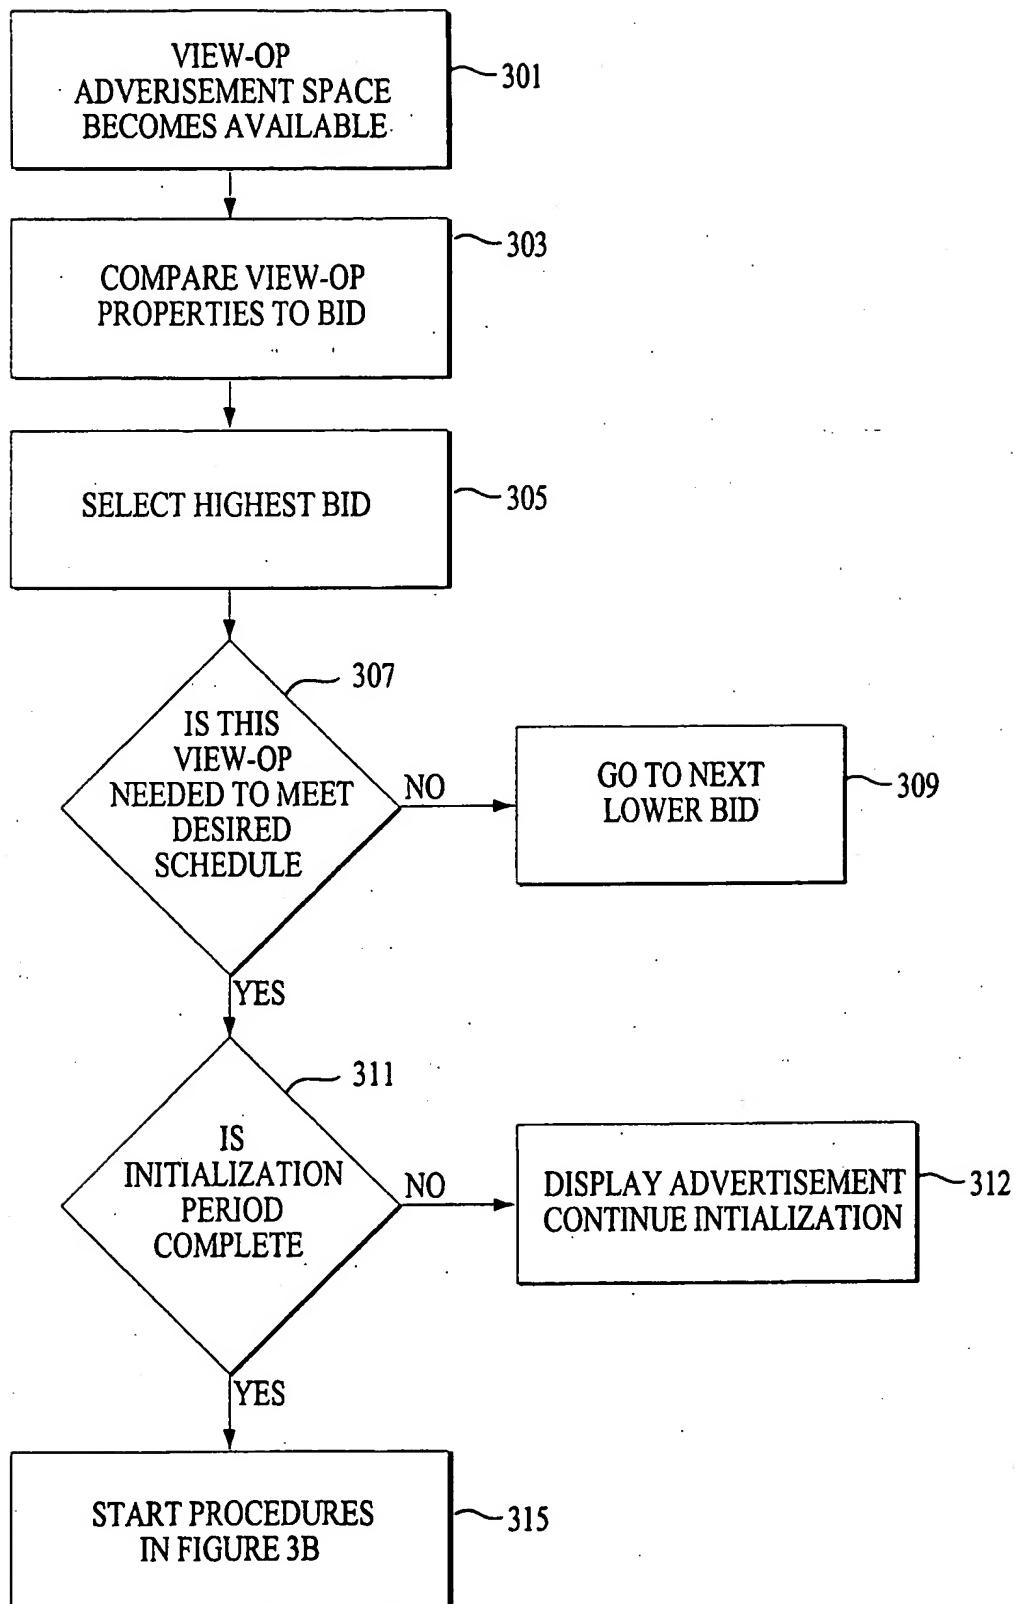 VIEW-OP
ADVERISEMENT SPACE
BECOMES AVAILABLE
301
COMPARE VIEW-OP
PROPERTIES TO BID
303
SELECT HIGHEST BID
305
307
IS THIS
VIEW-OP
NEEDED TO MEET
DESIRED
SCHEDULE
NO
GO TO NEXT
LOWER BID
309
YES
311
IS
INITIALIZATION
PERIOD
COMPLETE
NO
DISPLAY ADVERTISEMENT
CONTINUE INTIALIZATION
312
YES
START PROCEDURES
IN FIGURE 3B
315